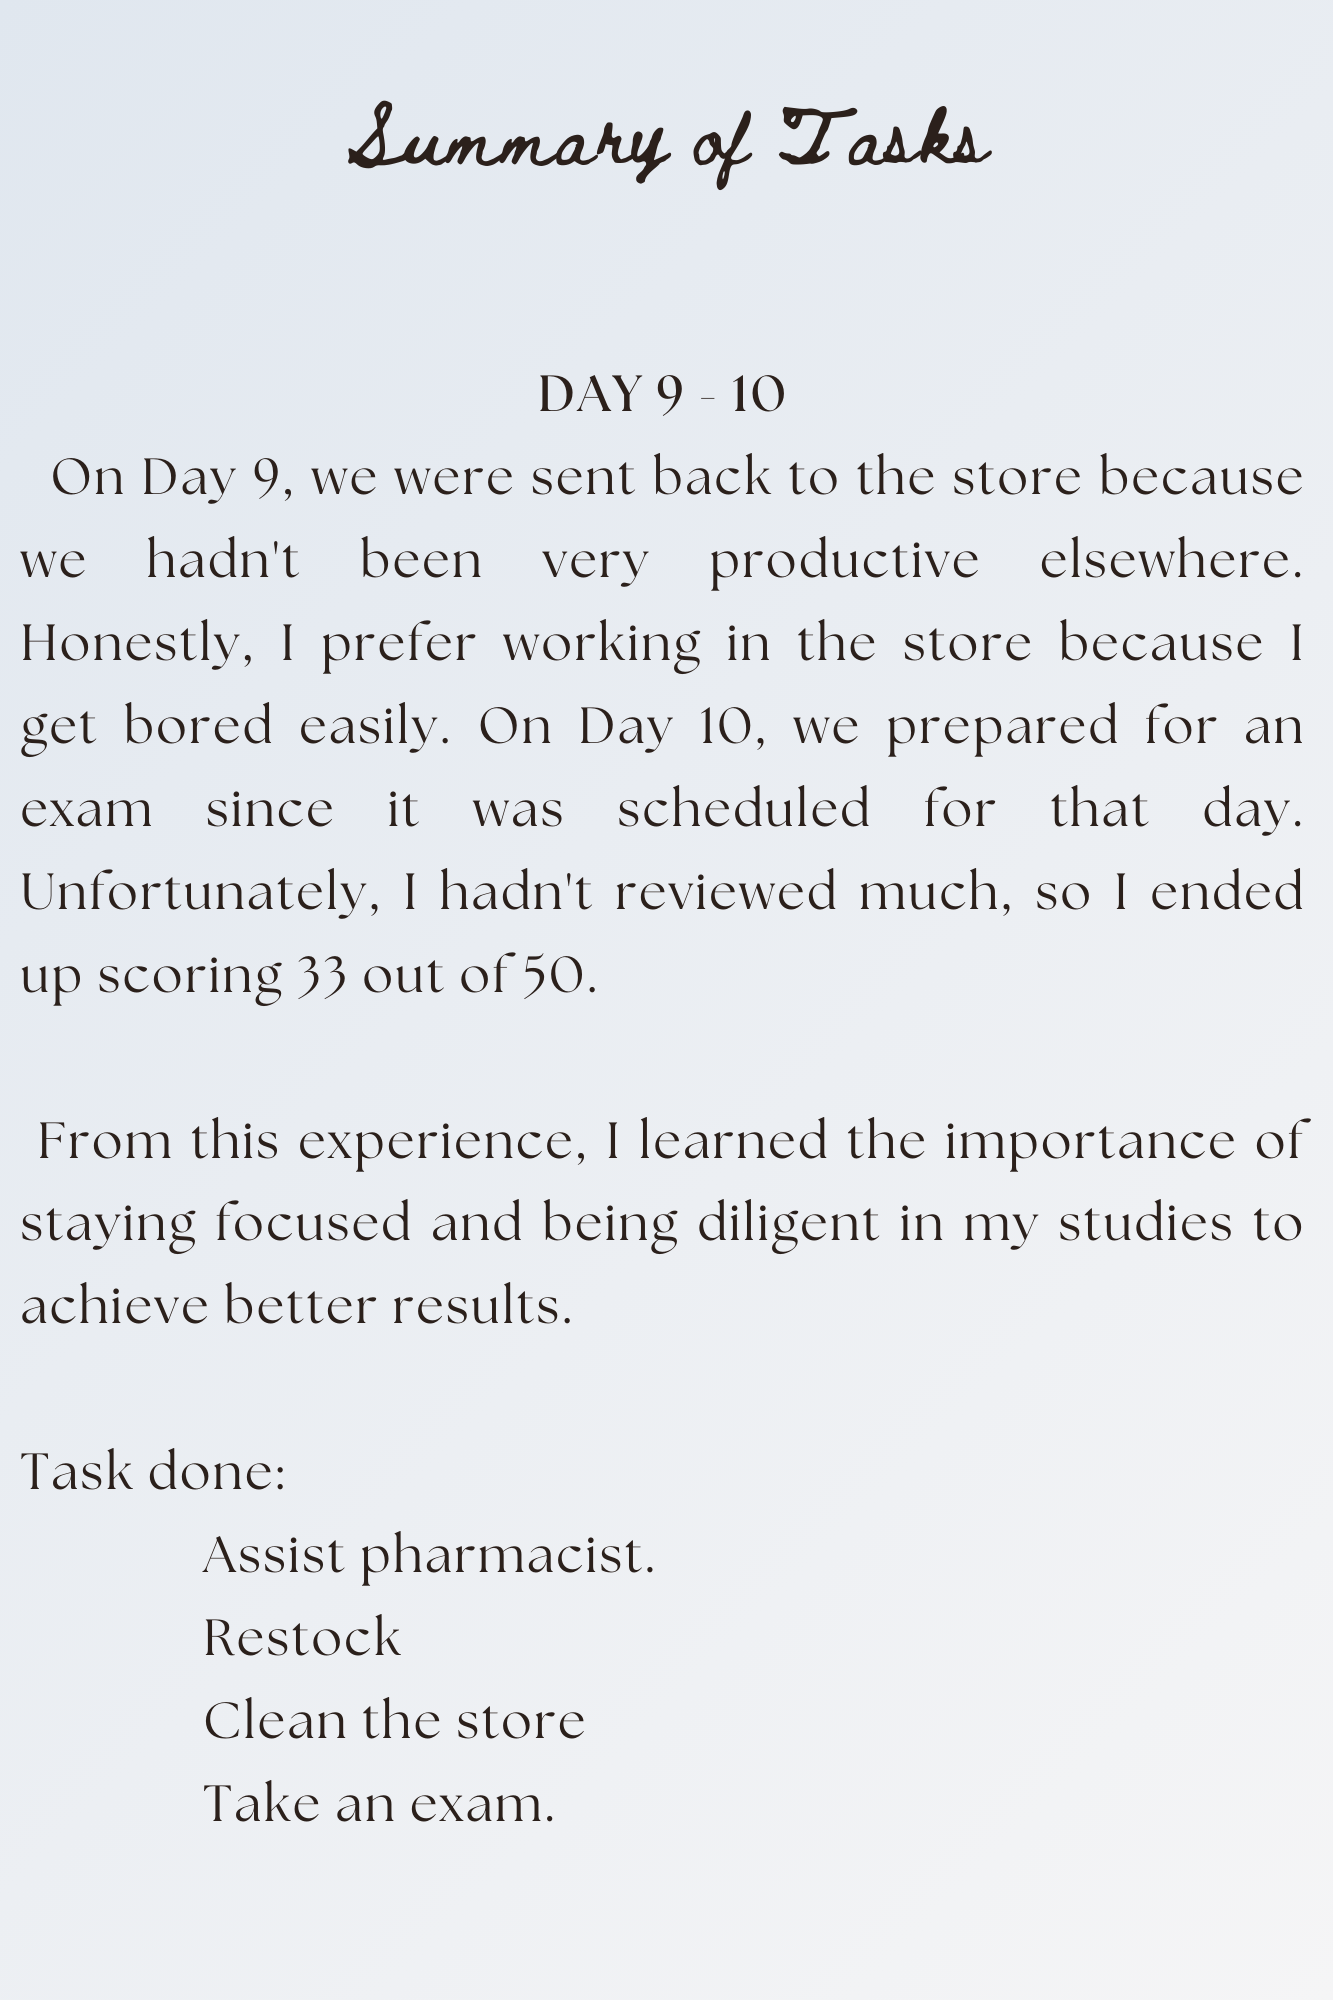 Summary of Tasks
DAY 9 - 10
On Day 9, we were sent back to the store because
we hadn't been very productive elsewhere.
Honestly, I prefer working in the store because I
get bored easily. On Day 10, we prepared for an
exam since it was scheduled for that day.
Unfortunately, I hadn't reviewed much, so I ended
up scoring 33 out of 50.
From this experience, I learned the importance of
staying focused and being diligent in my studies to
achieve better results.
Task done:
Assist pharmacist.
Restock
Clean the store
Take an exam.